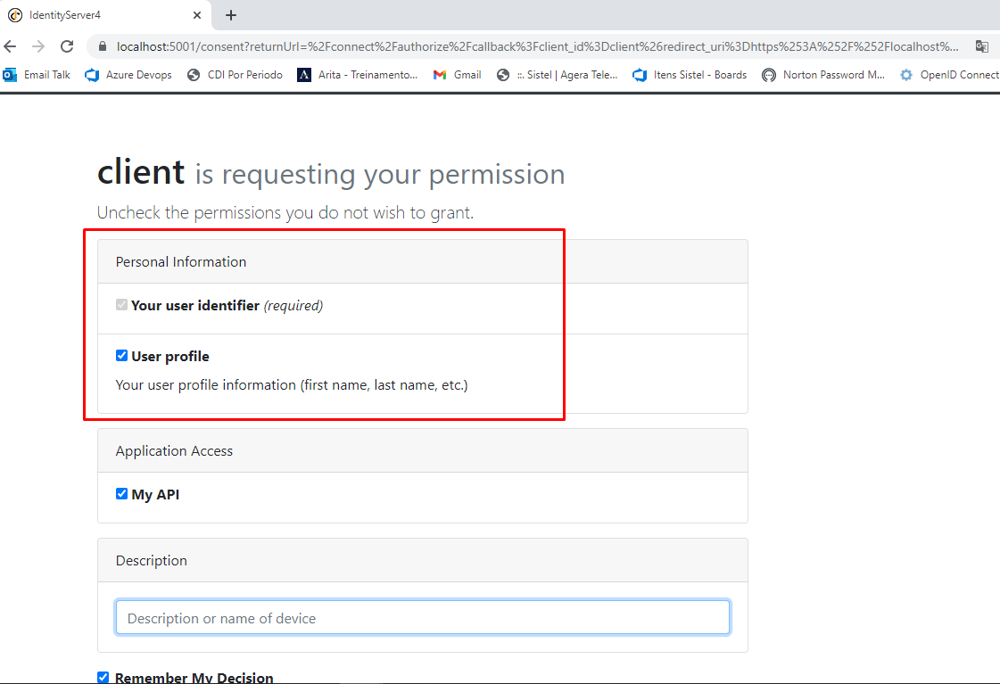 IdentityServer4
localhost:5001/consent?returnUrl=%2Fconnect%2Fauthorize%2Fcallback%3Fclient_id%3Dclient%26redirect_uri%3Dhttps%253A%252F%252Flocalhost%...
Email Talk Azure Devops CDI Por Periodo Arita - Treinamento... Gmail ::. Sistel | Agera Tele... Itens Sistel - Boards Norton Password M... OpenID Connect
client is requesting your permission
Uncheck the permissions you do not wish to grant.
Personal Information
Your user identifier (required)
User profile
Your user profile information (first name, last name, etc.)
Application Access
My API
Description
Description or name of device
Remember My Decision